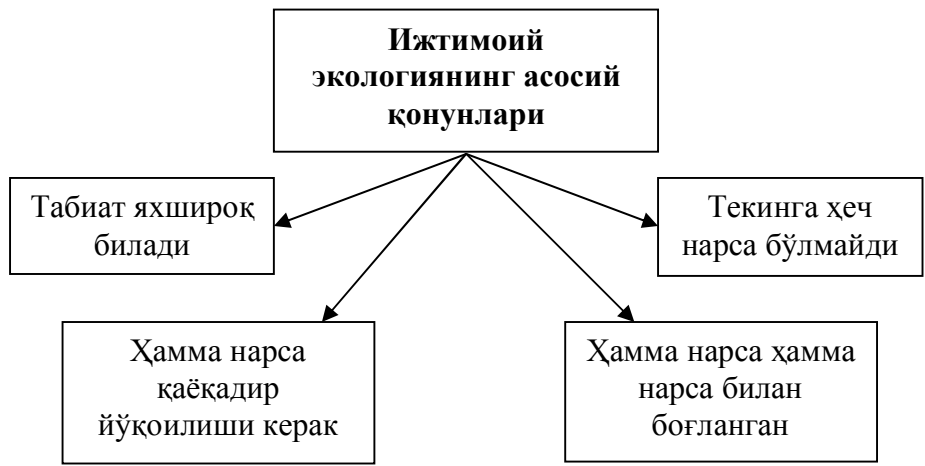 Ижтимоий
экологиянинг асосий
қонунлари
Табиат яхшироқ
билади
Текинга ҳеч
нарса бўлмайди
Ҳамма нарса
қаёқадир
йўқоилиши керак
Ҳамма нарса ҳамма
нарса билан
боғланган